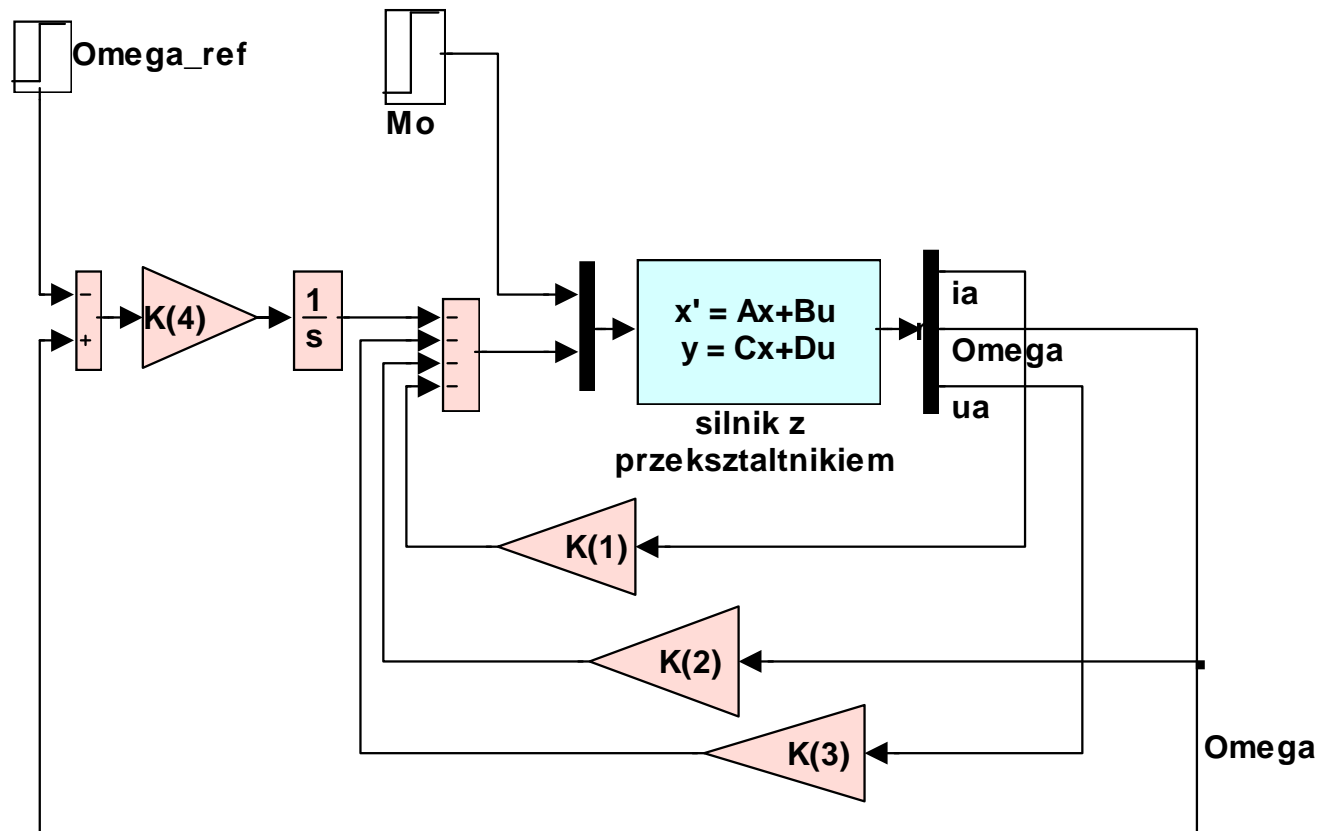 Omega_ref
Mo
−
+
K(4)
1
s
−
−
−
−
x' = Ax+Bu
y = Cx+Du
silnik z
przeksztaltnikiem
ia
Omega
ua
K(1)
K(2)
K(3)
Omega